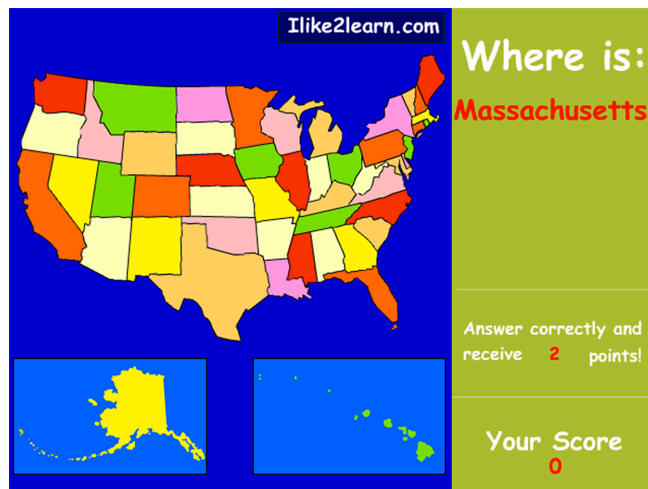 Ilike2learn.com
Where is:
Massachusetts
Answer correctly and
receive 2 points!
Your Score
0